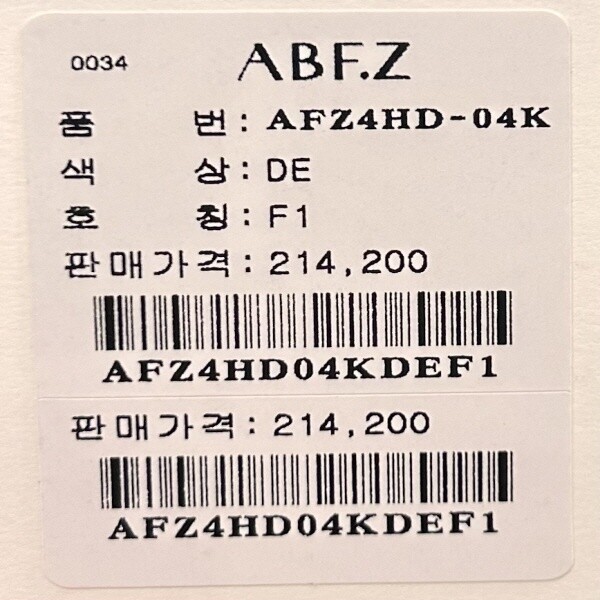 0034 ABF.Z
품 번: AFZ4HD-04K
색 상: DE
호 칭: F1
판매가격: 214,200
AFZ4HD04KDEF1
판매가격: 214,200
AFZ4HD04KDEF1